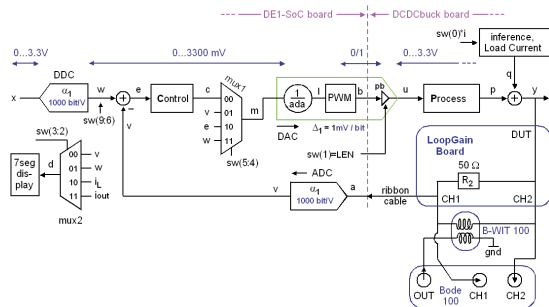 DE1-SoC board
DCDCbuck board
0...3.3V
0...3300 mV
0/1
0...3.3V
sw(0)*i
inference,
Load Current
DDC
α1
1000 bit/V
x
w
e
Control
c
mux1
00
01
10
11
v
e
w
m
1
ada
l
PWM
b
pb
u
Process
p
q
y
sw(9:6)
v
DAC
Δ1 = 1mV / bit
sw(5:4)
sw(1)=LEN
sw(3:2)
7seg
dis-
play
d
00
01
10
11
v
w
iL
iout
mux2
v
ADC
α1
1000 bit/V
a
ribbon
cable
DUT
LoopGain
Board
50 Ω
R2
CH1
CH2
B-WIT 100
gnd
OUT
Bode 100
CH1
CH2